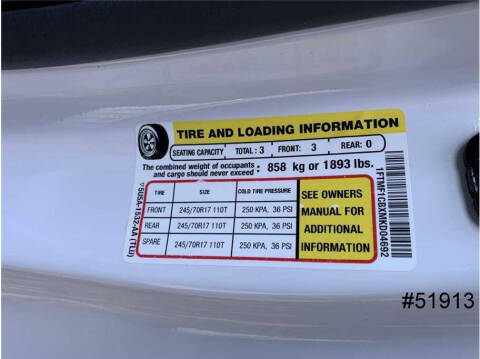 TIRE AND LOADING INFORMATION
SEATING CAPACITY TOTAL : 3 FRONT: 3 REAR: 0
The combined weight of occupants and cargo should never exceed : 858 kg or 1893 lbs.
TIRE SIZE COLD TIRE PRESSURE
FRONT 245/70R17 110T 250 KPA, 36 PSI
REAR 245/70R17 110T 250 KPA, 36 PSI
SPARE 245/70R17 110T 250 KPA, 36 PSI
SEE OWNERS
MANUAL FOR
ADDITIONAL
INFORMATION
1FTMF1CBXMKD04692
#51913